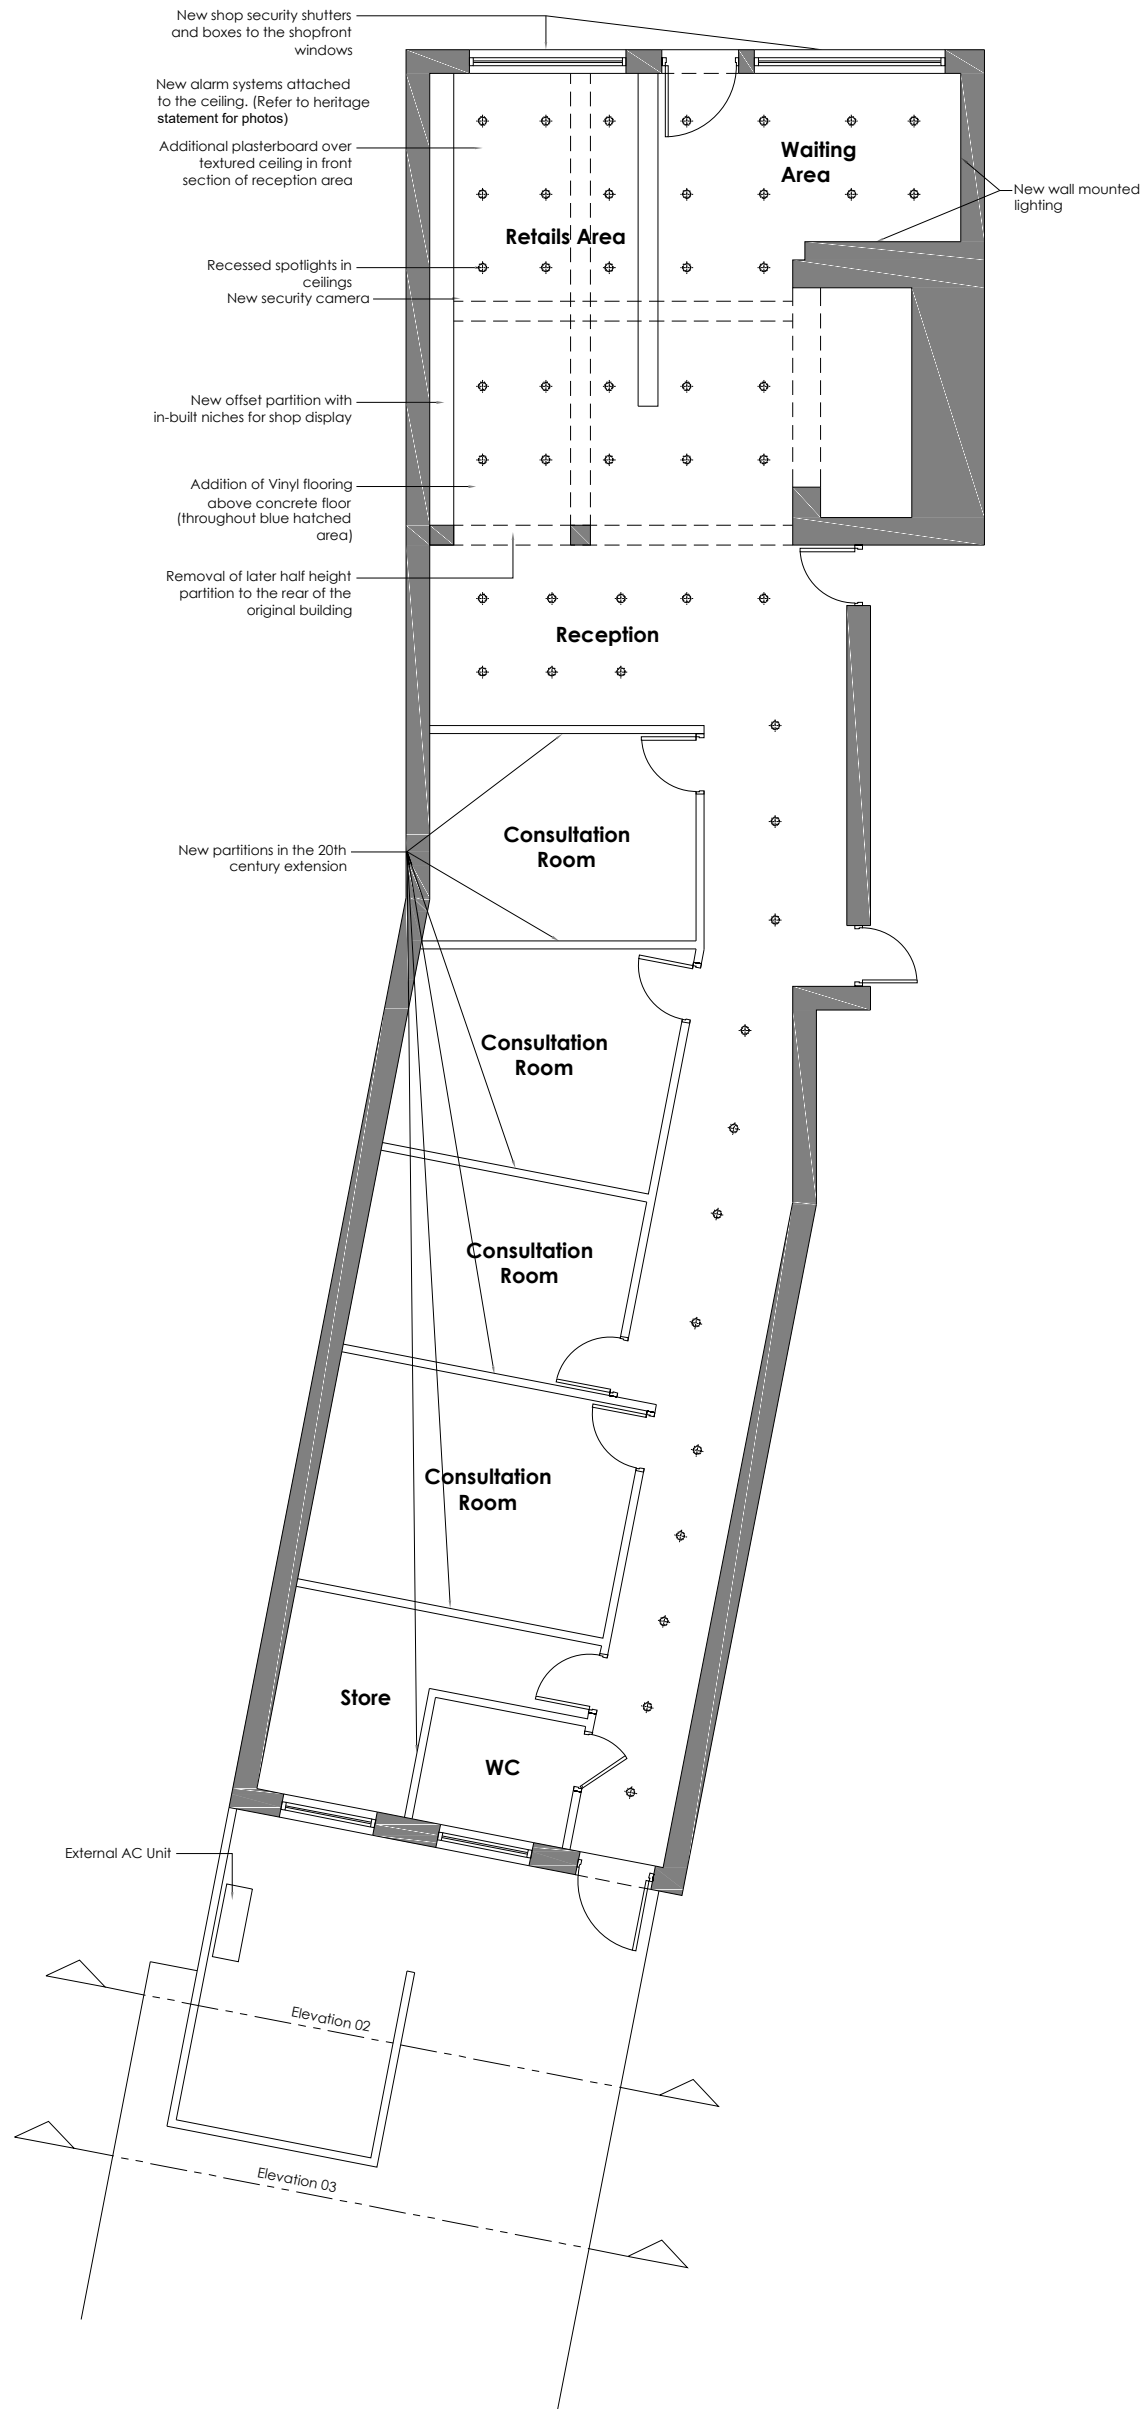 New shop security shutters
and boxes to the shopfront
windows
New alarm systems attached
to the ceiling. (Refer to heritage
statement for photos)
Additional plasterboard over
textured ceiling in front
section of reception area
Waiting
Area
New wall mounted
lighting
Retails Area
Recessed spotlights in
ceilings
New security camera
New offset partition with
in-built niches for shop display
Addition of Vinyl flooring
above concrete floor
(throughout blue hatched
area)
Removal of later half height
partition to the rear of the
original building
Reception
Consultation
Room
New partitions in the 20th
century extension
Consultation
Room
Consultation
Room
Consultation
Room
Store
WC
External AC Unit
Elevation 02
Elevation 03